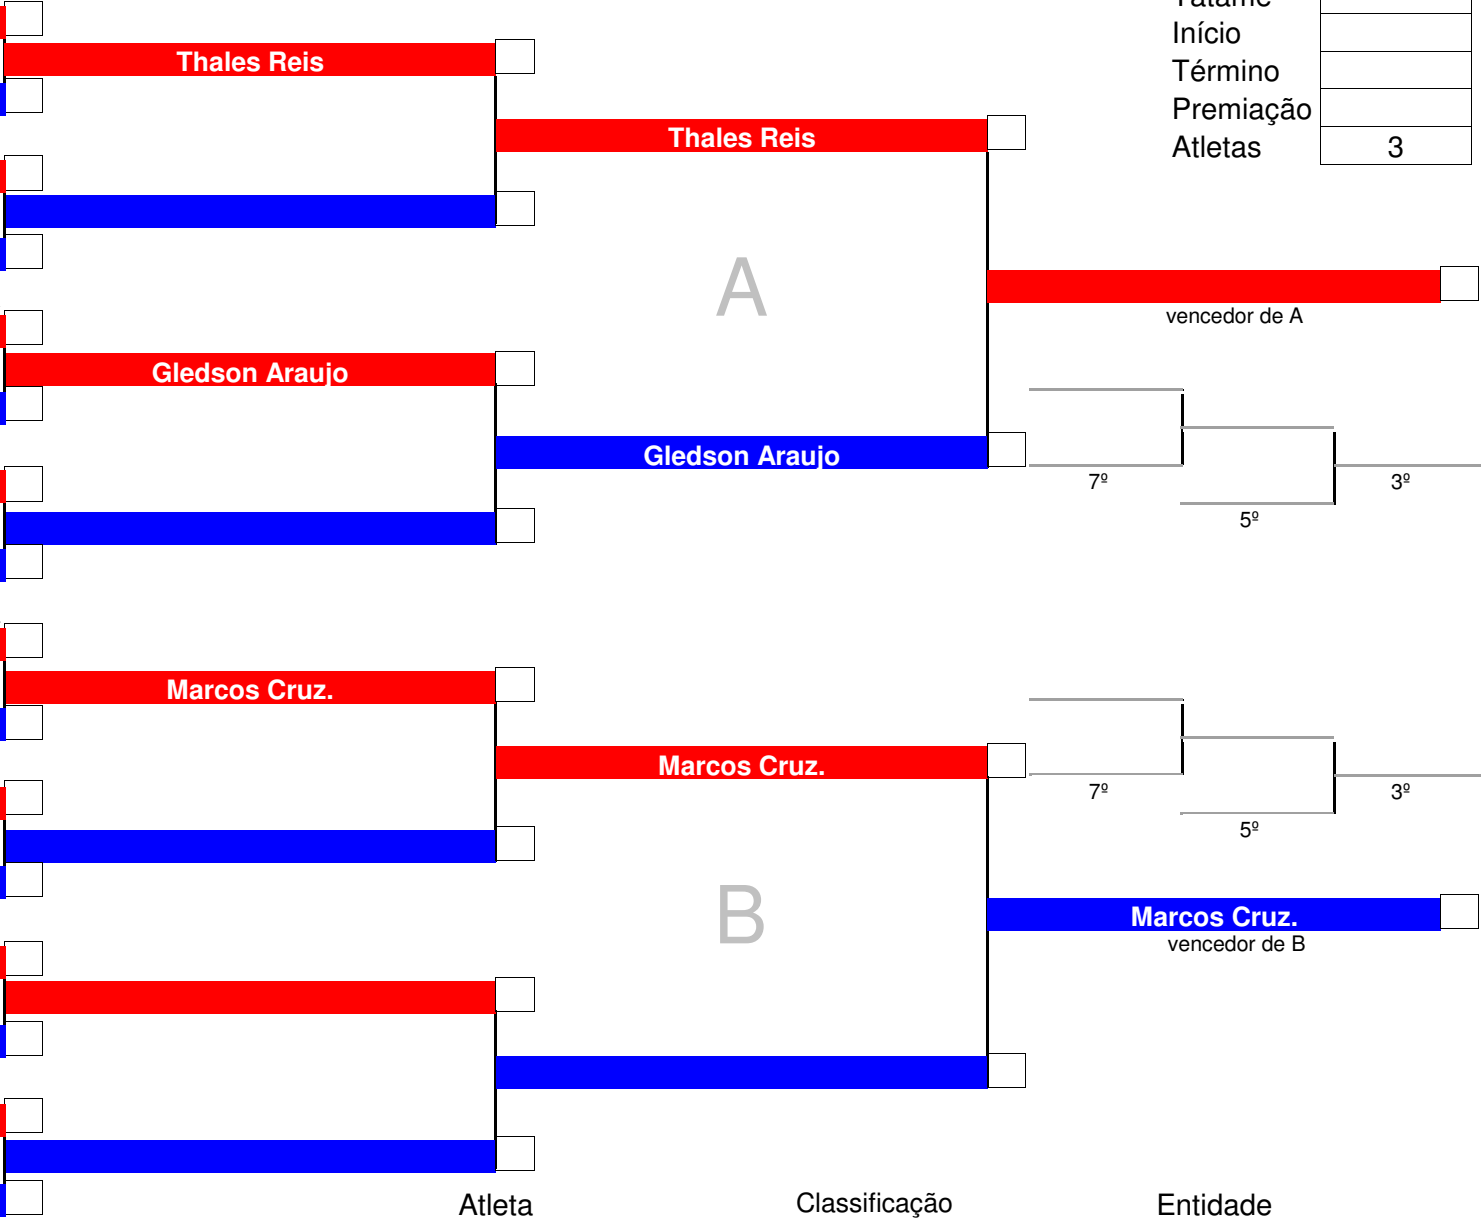 Tatame
Início
Thales Reis
Término
Premiação
Thales Reis
Atletas 3
A
vencedor de A
Gledson Araujo
Gledson Araujo
7º 3º
5º
Marcos Cruz.
Marcos Cruz.
7º 3º
5º
B
Marcos Cruz.
vencedor de B
Atleta Classificação Entidade